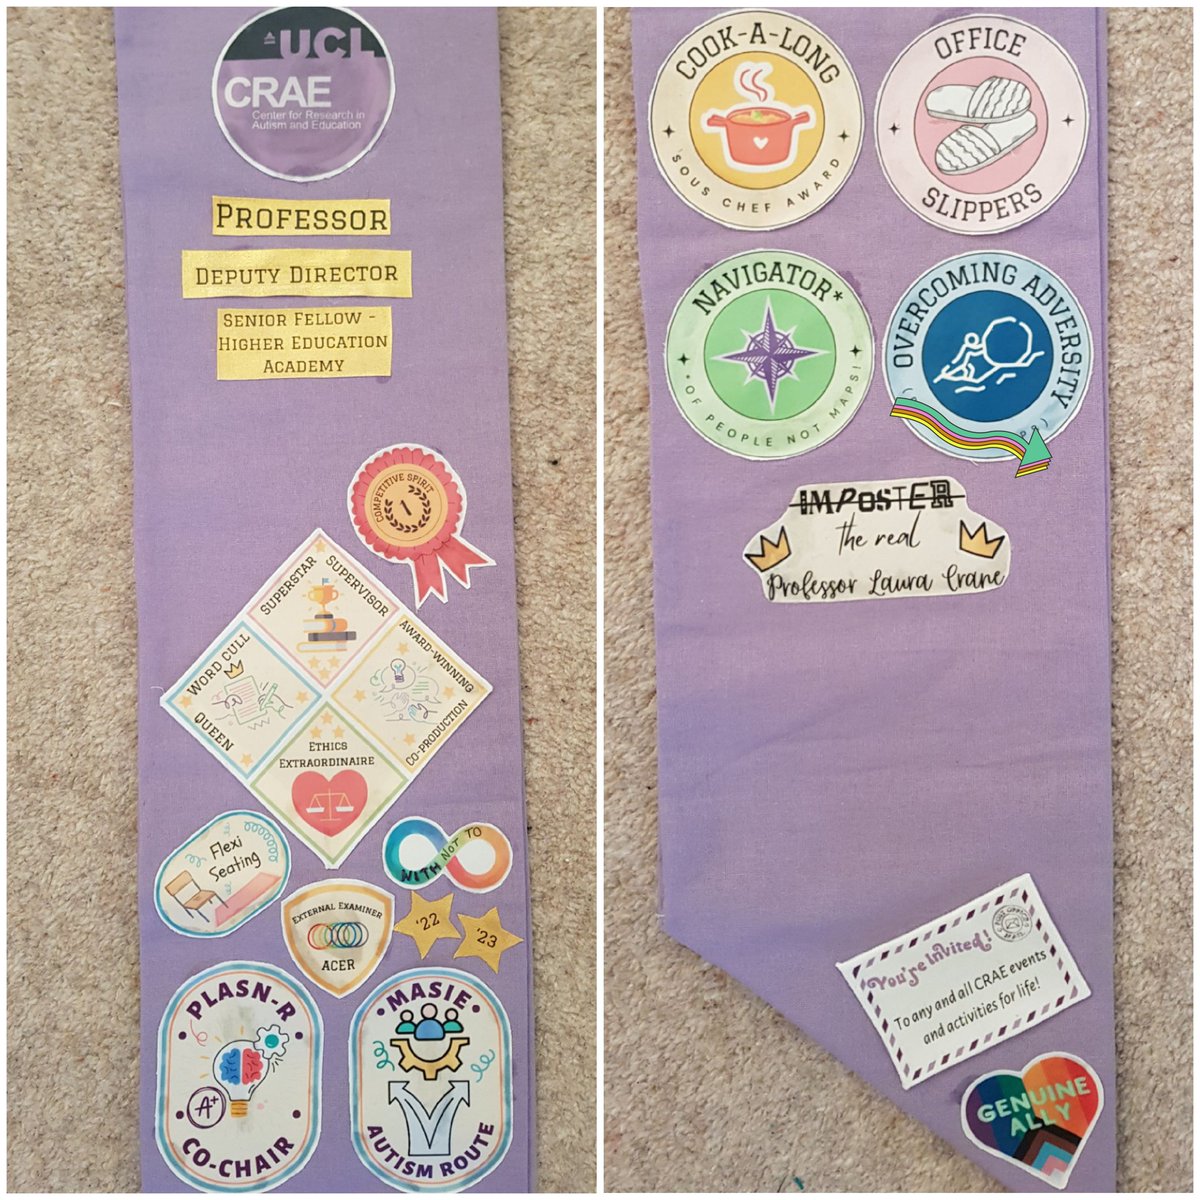 UCL
CRAE
Center for Research in
Autism and Education
PROFESSOR
DEPUTY DIRECTOR
SENIOR FELLOW -
HIGHER EDUCATION
ACADEMY
COMPETITIVE SPIRIT
1
SUPERSTAR SUPERVISOR
WORD CULL
QUEEN
AWARD-WINNING
CO-PRODUCTION
ETHICS
EXTRAORDINAIRE
Flexi
Seating
WITH NOT TO
EXTERNAL EXAMINER
ACER
'22
'23
PLASN-R
A+
CO-CHAIR
MASIE
AUTISM ROUTE
COOK-A-LONG
SOUS CHEF AWARD
OFFICE
SLIPPERS
NAVIGATOR*
*OF PEOPLE NOT MAPS!
OVERCOMING ADVERSITY
IMPOSTER
the real
Professor Laura Crane
You're invited!
To any and all CRAE events
and activities for life!
GENUINE
ALLY